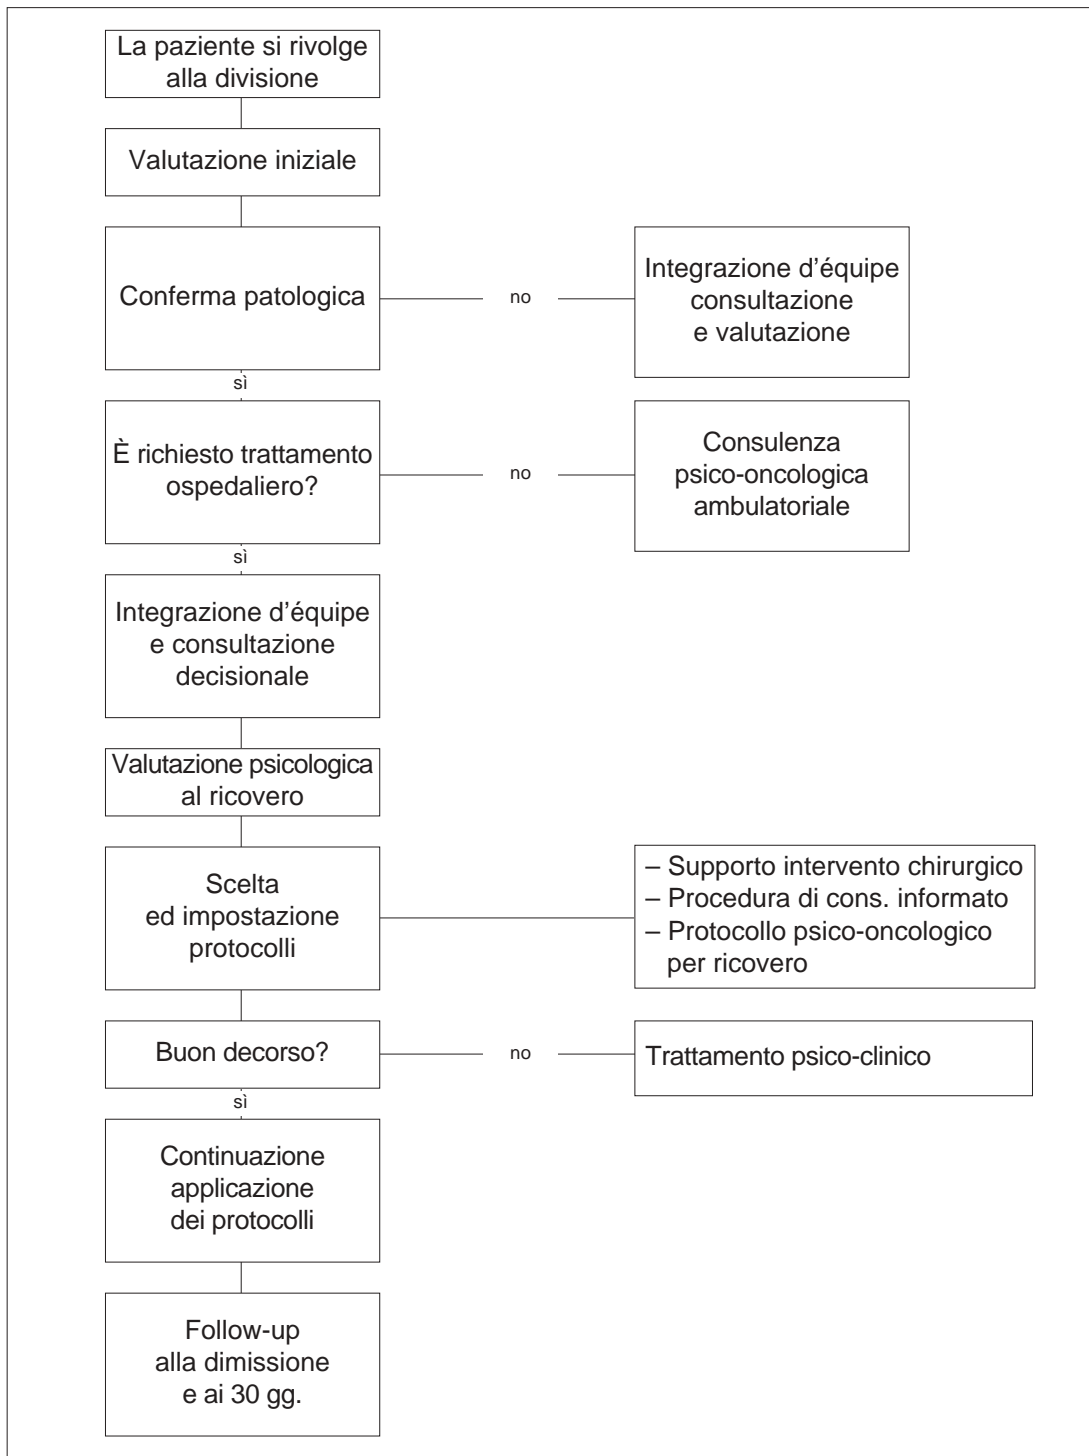 La paziente si rivolge
alla divisione
Valutazione iniziale
Conferma patologica
no
Integrazione d'équipe
consultazione
e valutazione
sì
È richiesto trattamento
ospedaliero?
no
Consulenza
psico-oncologica
ambulatoriale
sì
Integrazione d'équipe
e consultazione
decisionale
Valutazione psicologica
al ricovero
Scelta
ed impostazione
protocolli
– Supporto intervento chirurgico
– Procedura di cons. informato
– Protocollo psico-oncologico
per ricovero
Buon decorso?
no
Trattamento psico-clinico
sì
Continuazione
applicazione
dei protocolli
Follow-up
alla dimissione
e ai 30 gg.